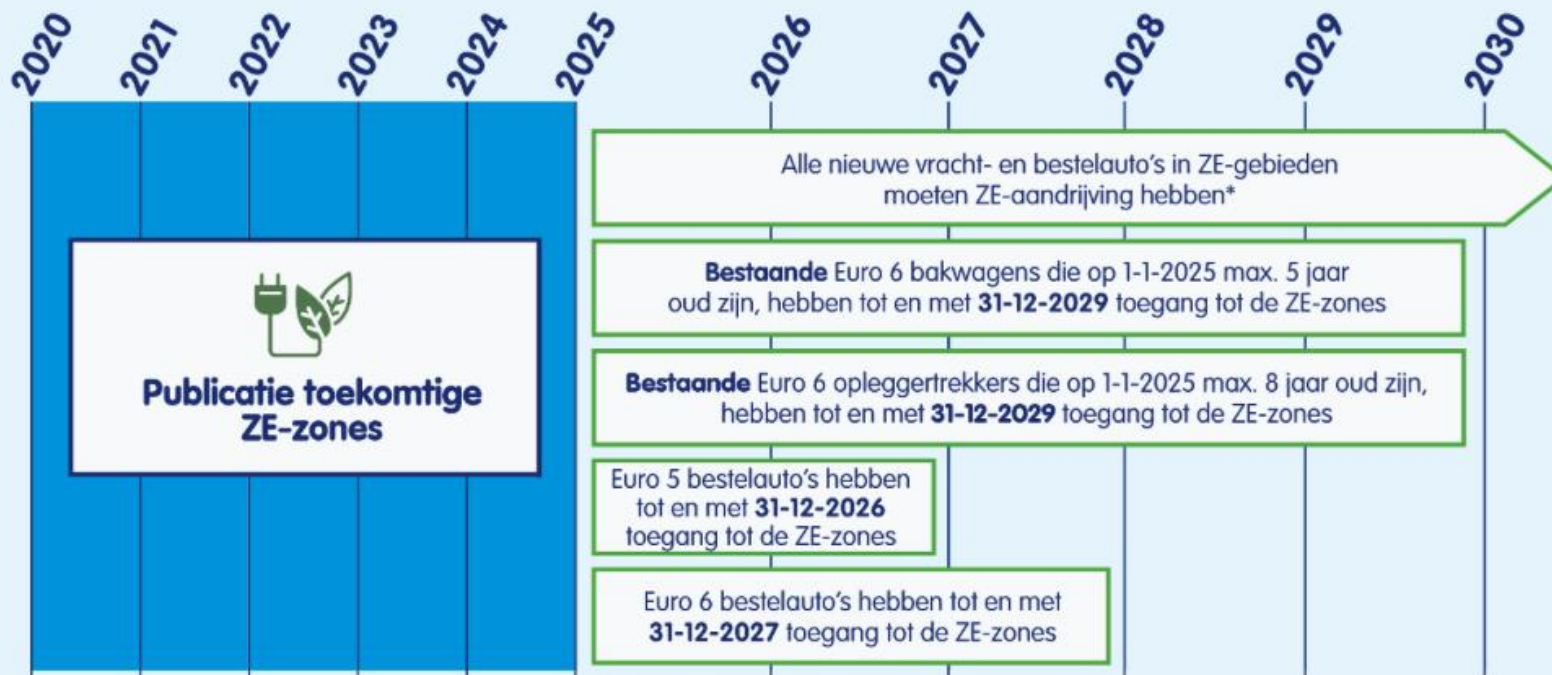 2020
2021
2022
2023
2024
2025
2026
2027
2028
2029
2030
Alle nieuwe vracht- en bestelauto's in ZE-gebieden
moeten ZE-aandrijving hebben*
Bestaande Euro 6 bakwagens die op 1-1-2025 max. 5 jaar
oud zijn, hebben tot en met 31-12-2029 toegang tot de ZE-zones
Publicatie toekomtige
ZE-zones
Bestaande Euro 6 opleggertrekkers die op 1-1-2025 max. 8 jaar oud zijn,
hebben tot en met 31-12-2029 toegang tot de ZE-zones
Euro 5 bestelauto's hebben
tot en met 31-12-2026
toegang tot de ZE-zones
Euro 6 bestelauto's hebben tot en met
31-12-2027 toegang tot de ZE-zones